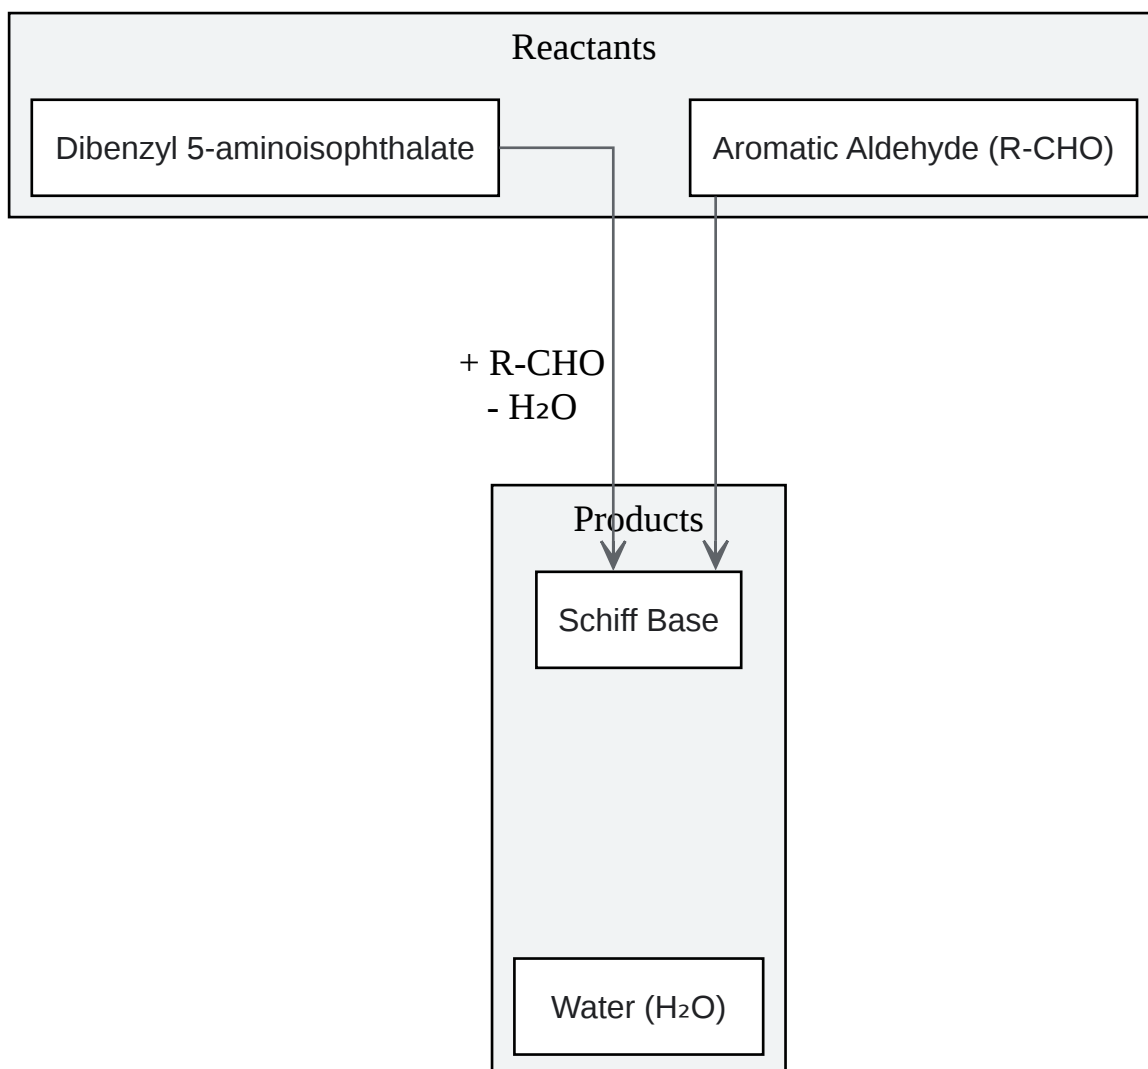 Reactants
Dibenzyl 5-aminoisophthalate
Aromatic Aldehyde (R-CHO)
+ R-CHO
- H₂O
Products
Schiff Base
Water (H₂O)